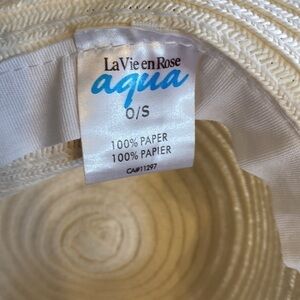 La Vie en Rose
aqua
O/S
100% PAPER
100% PAPIER
CA#11297